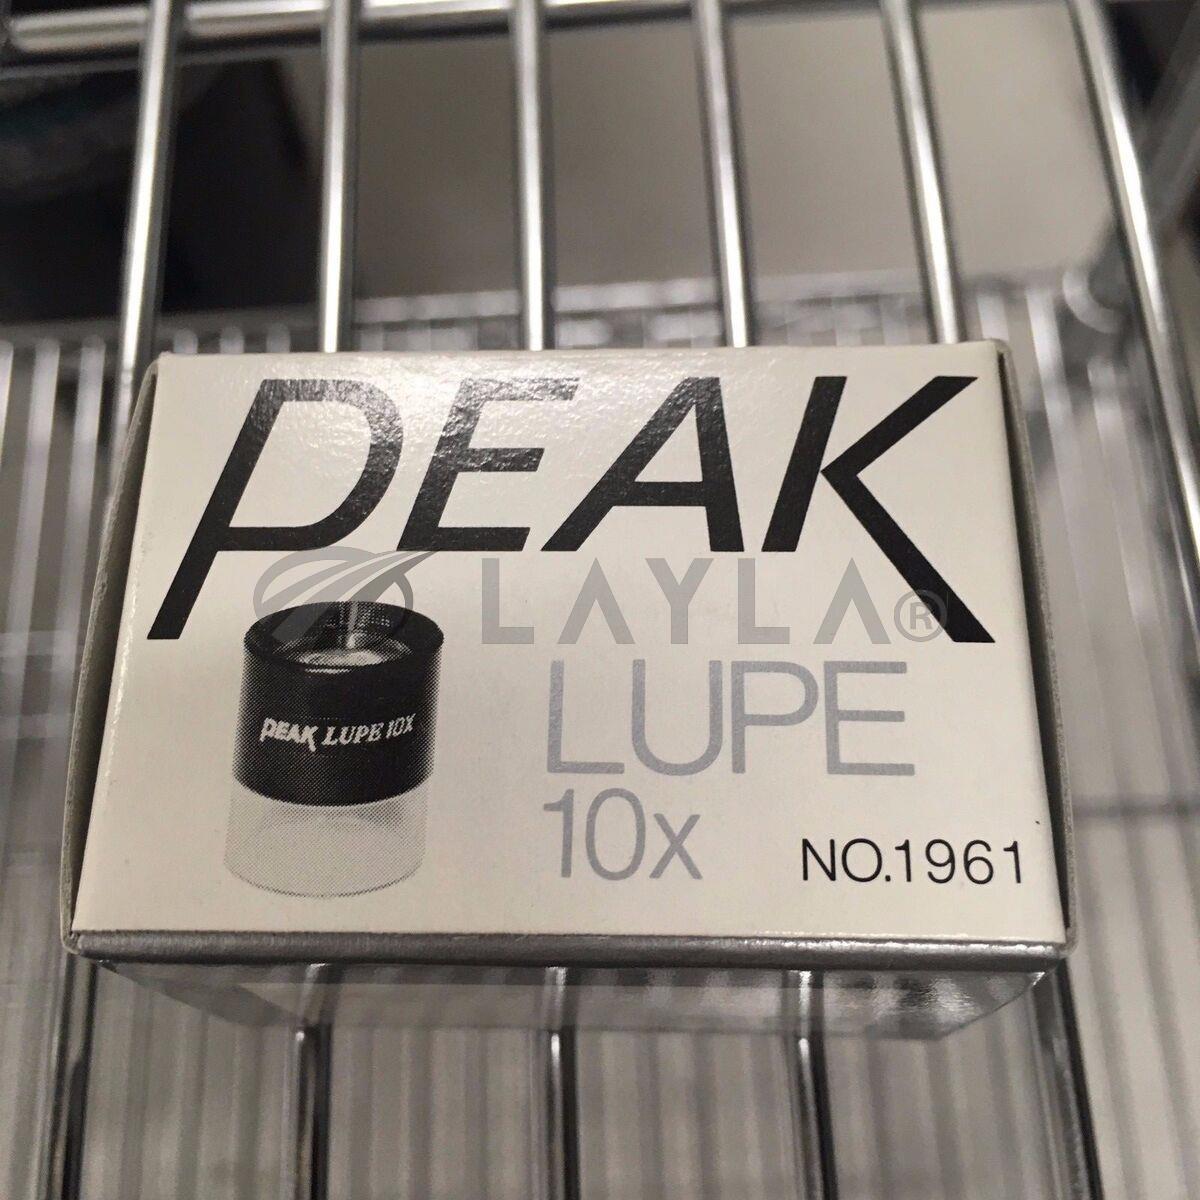 PEAK
LAYLA®
PEAK LUPE 10X
LUPE
10x
NO.1961